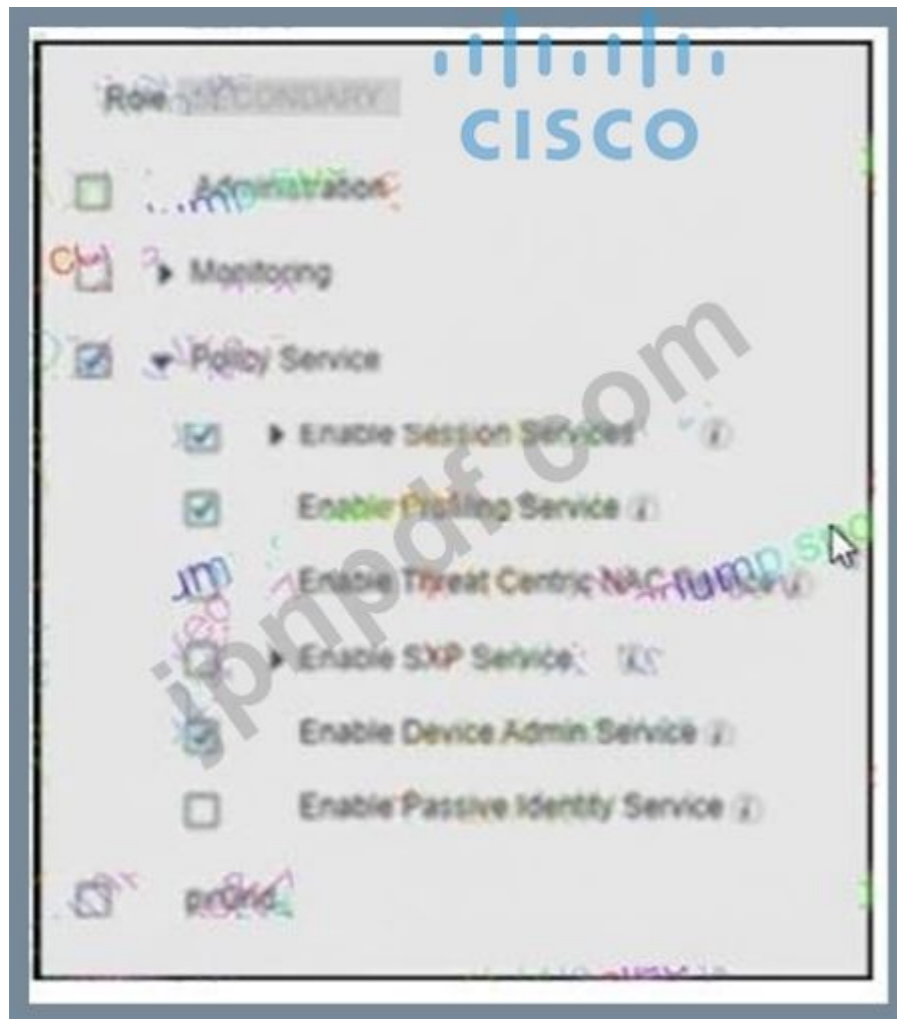 CISCO
Role SECONDARY
Administration
Monitoring
Policy Service
Enable Session Services
Enable Profiling Service
Enable Threat Centric NAC
Enable SXP Service
Enable Device Admin Service
Enable Passive Identity Service
pxGrid
jpnpdf.com